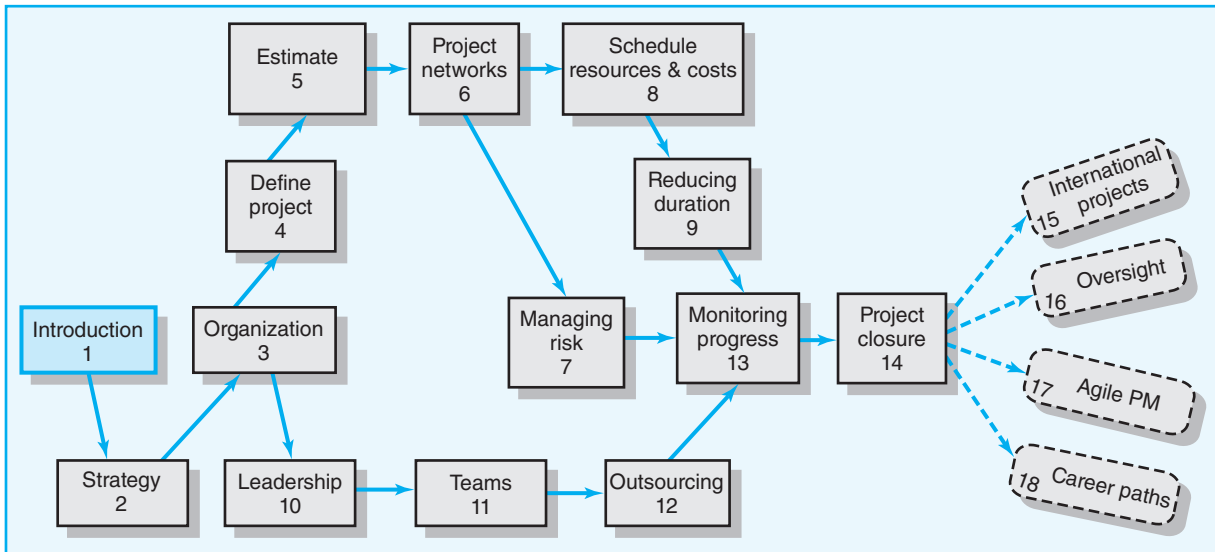 Estimate
5
Project
networks
6
Schedule
resources & costs
8
Define
project
4
Reducing
duration
9
International
projects
15
Oversight
16
Introduction
1
Organization
3
Managing
risk
7
Monitoring
progress
13
Project
closure
14
Agile PM
17
Strategy
2
Leadership
10
Teams
11
Outsourcing
12
Career paths
18